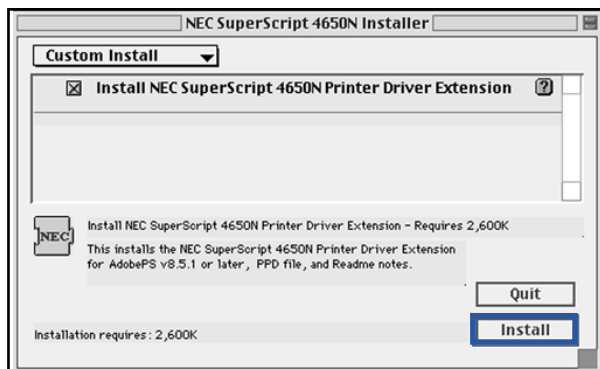 NEC SuperScript 4650N Installer
Custom Install
Install NEC SuperScript 4650N Printer Driver Extension ?
NEC
Install NEC SuperScript 4650N Printer Driver Extension - Requires 2,600K
This installs the NEC SuperScript 4650N Printer Driver Extension
for AdobePS v8.5.1 or later, PPD file, and Readme notes.
Quit
Installation requires: 2,600K
Install